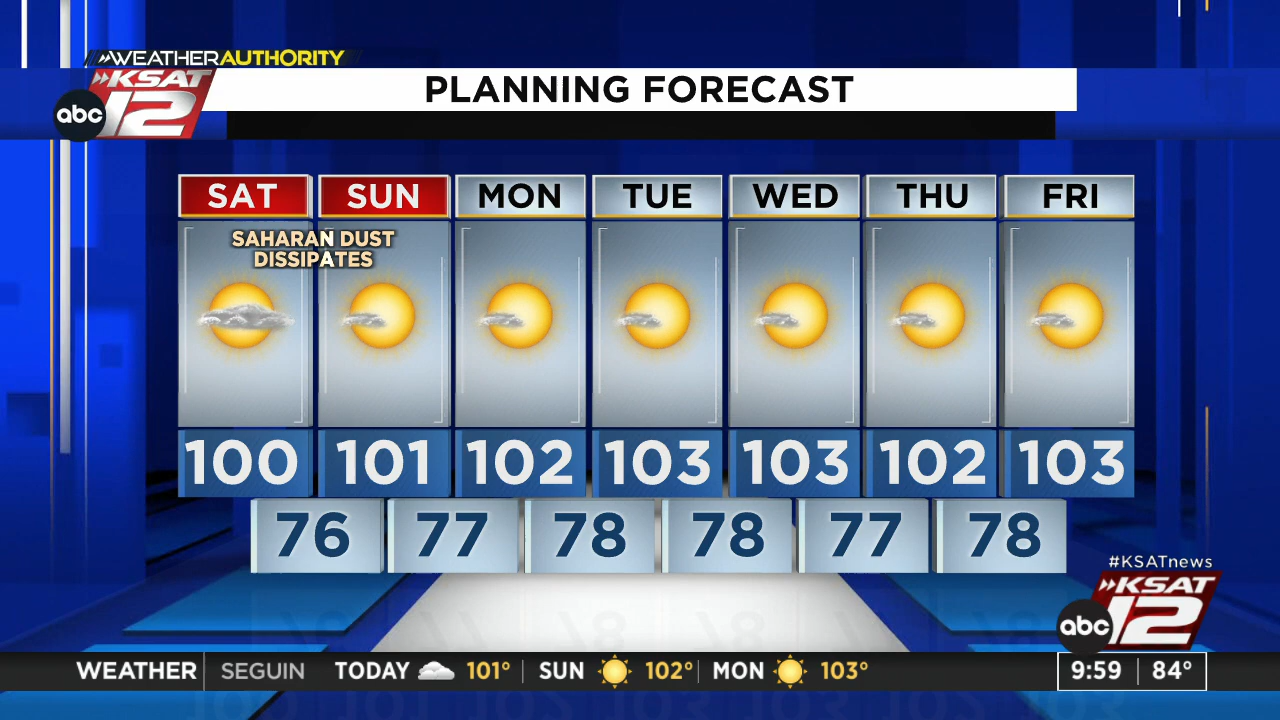 WEATHERAUTHORITY
KSAT
abc 12
PLANNING FORECAST
SAT SUN MON TUE WED THU FRI
SAHARAN DUST
DISSIPATES
100 101 102 103 103 102 103
76 77 78 78 77 78
#KSATnews
KSAT
abc 12
WEATHER SEGUIN TODAY 101° SUN 102° MON 103° 9:59 84°